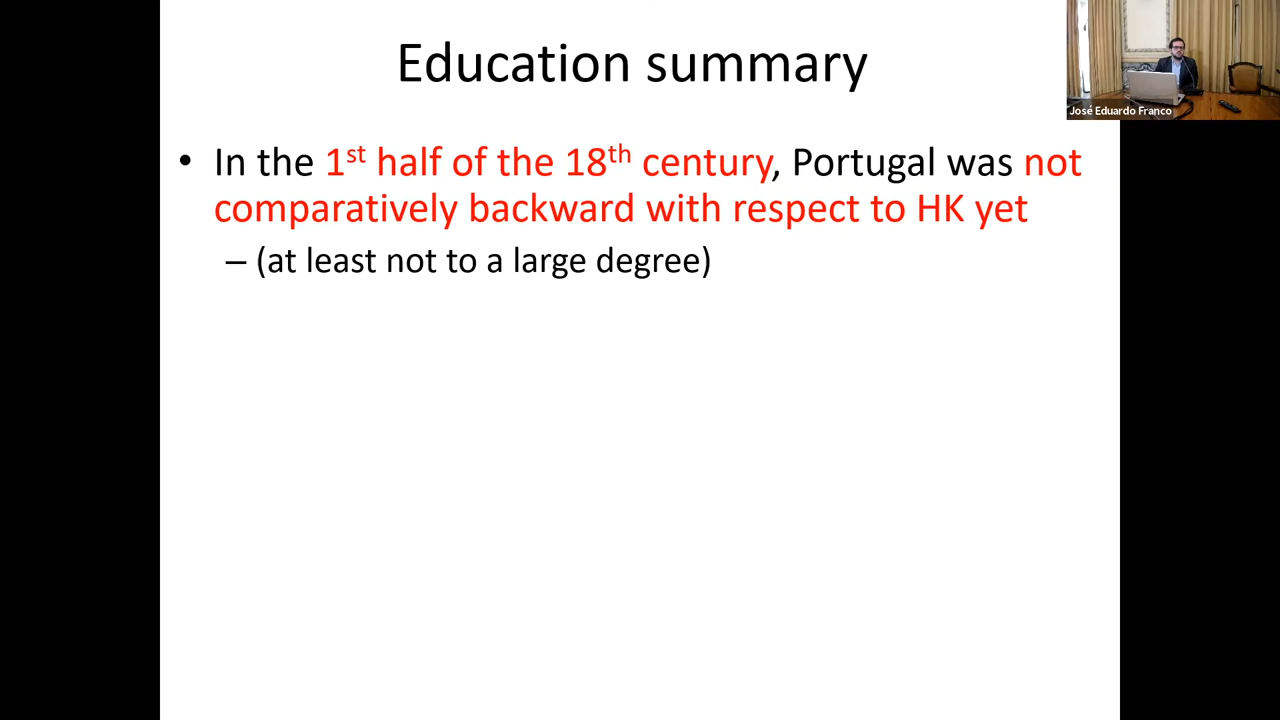 Education summary
José Eduardo Franco
• In the 1st half of the 18th century, Portugal was not
comparatively backward with respect to HK yet
– (at least not to a large degree)